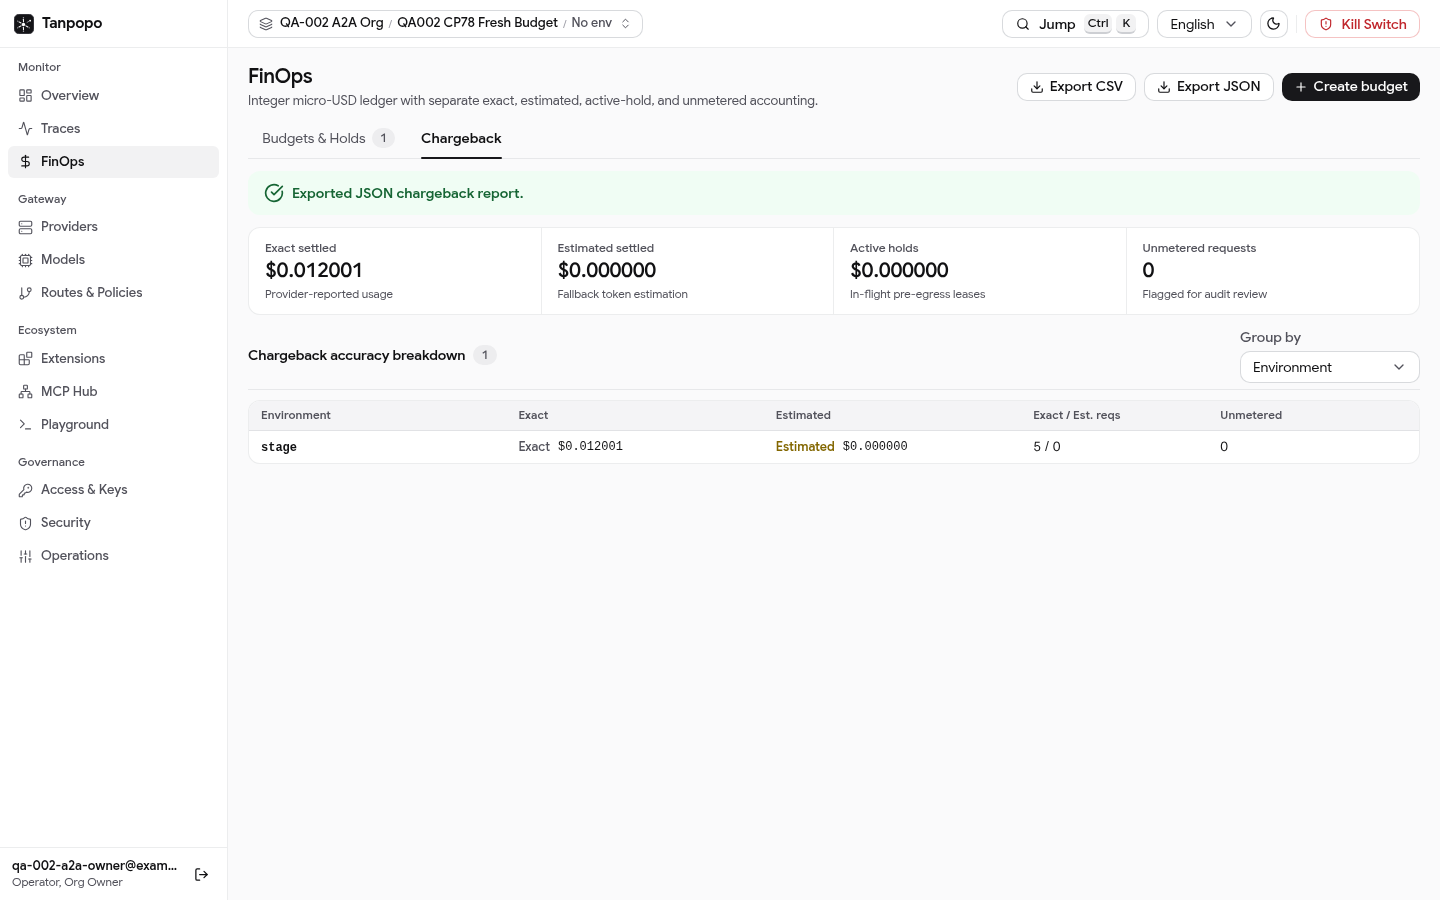 Tanpopo
QA-002 A2A Org / QA002 CP78 Fresh Budget / No env
Jump Ctrl K
English
Kill Switch
Monitor
Overview
Traces
FinOps
Gateway
Providers
Models
Routes & Policies
Ecosystem
Extensions
MCP Hub
Playground
Governance
Access & Keys
Security
Operations
qa-002-a2a-owner@exam...
Operator, Org Owner
FinOps
Integer micro-USD ledger with separate exact, estimated, active-hold, and unmetered accounting.
Export CSV
Export JSON
Create budget
Budgets & Holds 1
Chargeback
Exported JSON chargeback report.
Exact settled
$0.012001
Provider-reported usage
Estimated settled
$0.000000
Fallback token estimation
Active holds
$0.000000
In-flight pre-egress leases
Unmetered requests
0
Flagged for audit review
Chargeback accuracy breakdown 1
Group by
Environment
Environment Exact Estimated Exact / Est. reqs Unmetered
stage Exact $0.012001 Estimated $0.000000 5 / 0 0